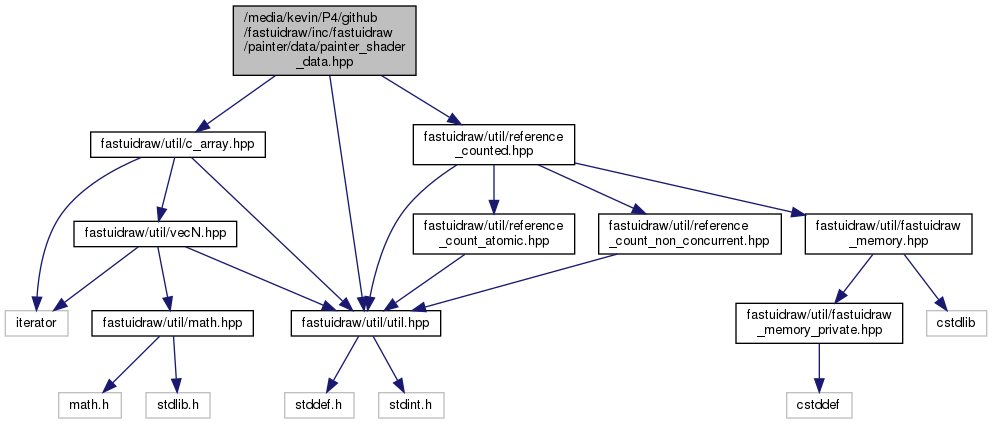 /media/kevin/P4/github
/fastuidraw/inc/fastuidraw
/painter/data/painter_shader
_data.hpp
fastuidraw/util/c_array.hpp
fastuidraw/util/reference
_counted.hpp
fastuidraw/util/vecN.hpp
fastuidraw/util/reference
_count_atomic.hpp
fastuidraw/util/reference
_count_non_concurrent.hpp
fastuidraw/util/fastuidraw
_memory.hpp
iterator
fastuidraw/util/math.hpp
fastuidraw/util/util.hpp
fastuidraw/util/fastuidraw
_memory_private.hpp
cstdlib
math.h
stdlib.h
stddef.h
stdint.h
cstddef